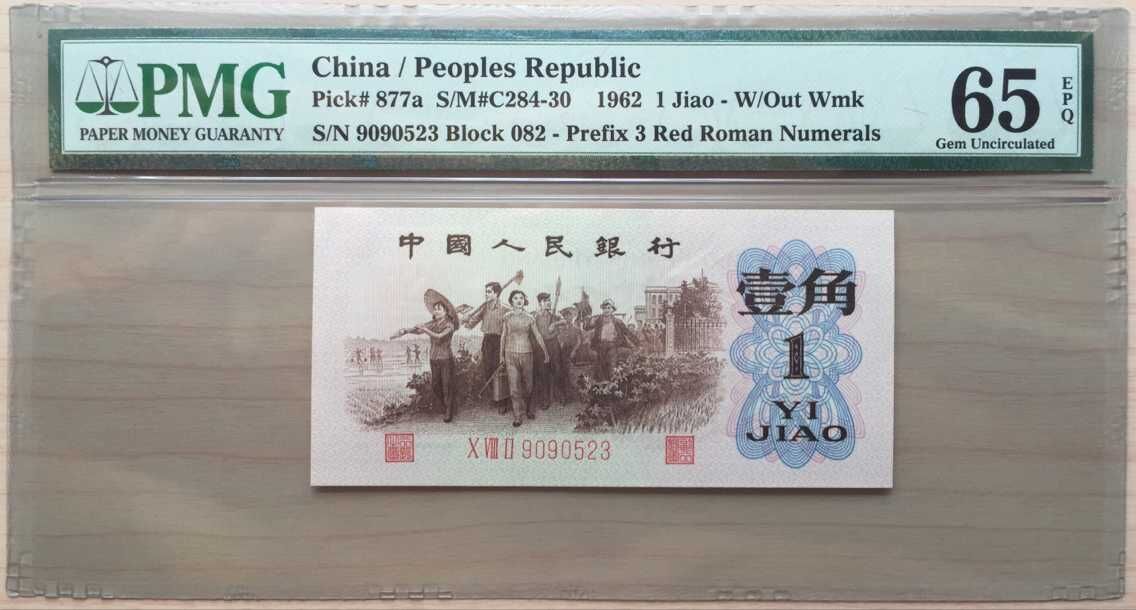 PMG
PAPER MONEY GUARANTY
China / Peoples Republic
Pick# 877a S/M#C284-30 1962 1 Jiao - W/Out Wmk
S/N 9090523 Block 082 - Prefix 3 Red Roman Numerals
65
EPQ
Gem Uncirculated
中國人民銀行
壹角
1
YI
JIAO
X VIII II 9090523